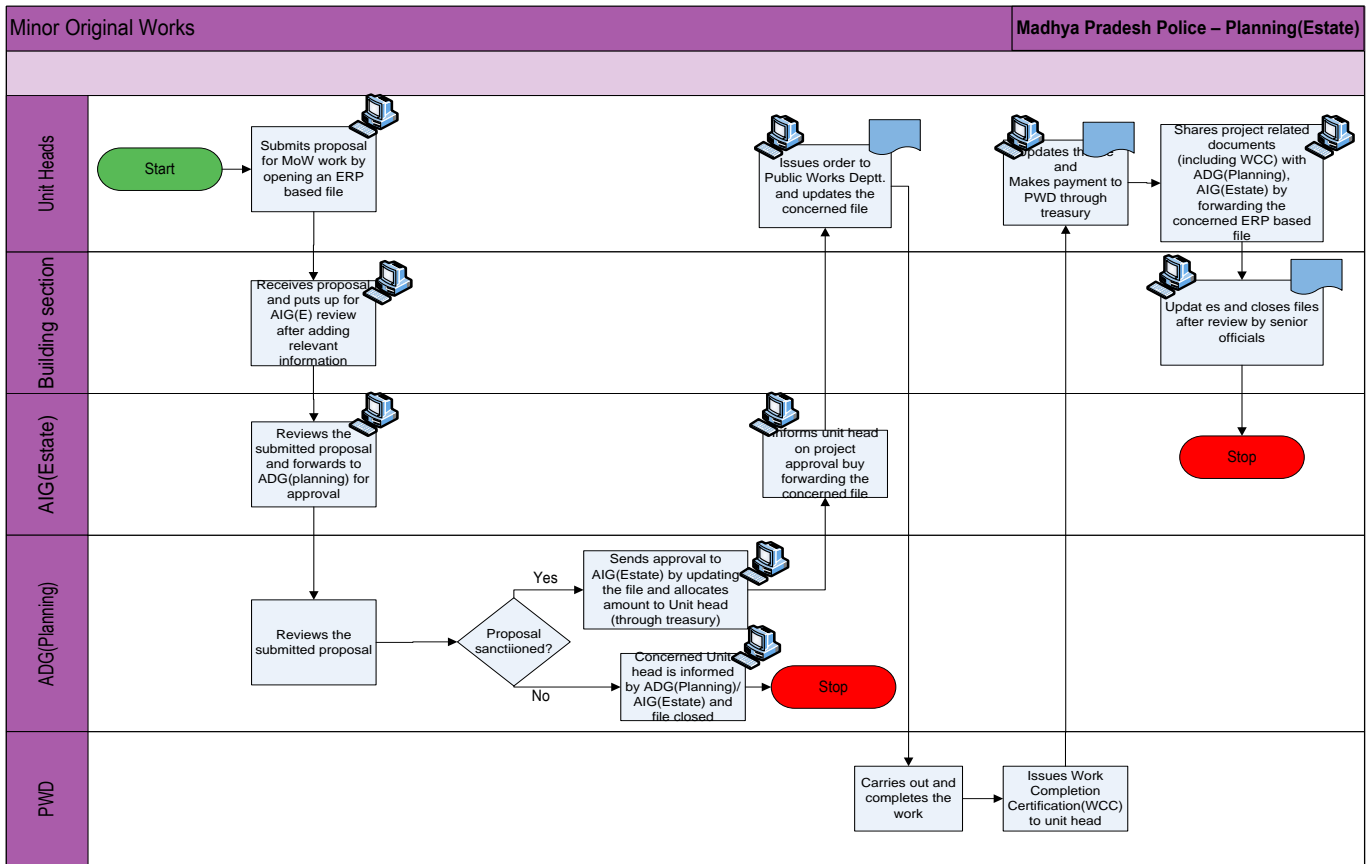 Minor Original Works
Madhya Pradesh Police – Planning(Estate)
Unit Heads
Start
Submits proposal
for MoW work by
opening an ERP
based file
Issues order to
Public Works Deptt.
and updates the
concerned file
and
Makes payment to
PWD through
treasury
Shares project related
documents
(including WCC) with
ADG(Planning),
AIG(Estate) by
forwarding the
concerned ERP based
file
Building section
Receives proposal
and puts up for
AIG(E) review
after adding
relevant
information
Updat es and closes files
after review by senior
officials
AIG(Estate)
Reviews the
submitted proposal
and forwards to
ADG(planning) for
approval
Informs unit head
on project
approval buy
forwarding the
concerned file
Stop
ADG(Planning)
Reviews the
submitted proposal
Proposal
sanctiioned?
Yes
No
Sends approval to
AIG(Estate) by updating
the file and allocates
amount to Unit head
(through treasury)
Concerned Unit
head is informed
by ADG(Planning)/
AIG(Estate) and
file closed
Stop
PWD
Carries out and
completes the
work
Issues Work
Completion
Certification(WCC)
to unit head